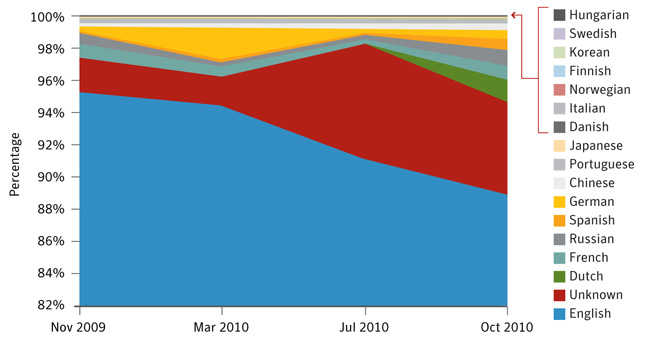 100%
98%
96%
94%
92%
90%
88%
86%
84%
82%
Percentage
Nov 2009
Mar 2010
Jul 2010
Oct 2010
Hungarian
Swedish
Korean
Finnish
Norwegian
Italian
Danish
Japanese
Portuguese
Chinese
German
Spanish
Russian
French
Dutch
Unknown
English